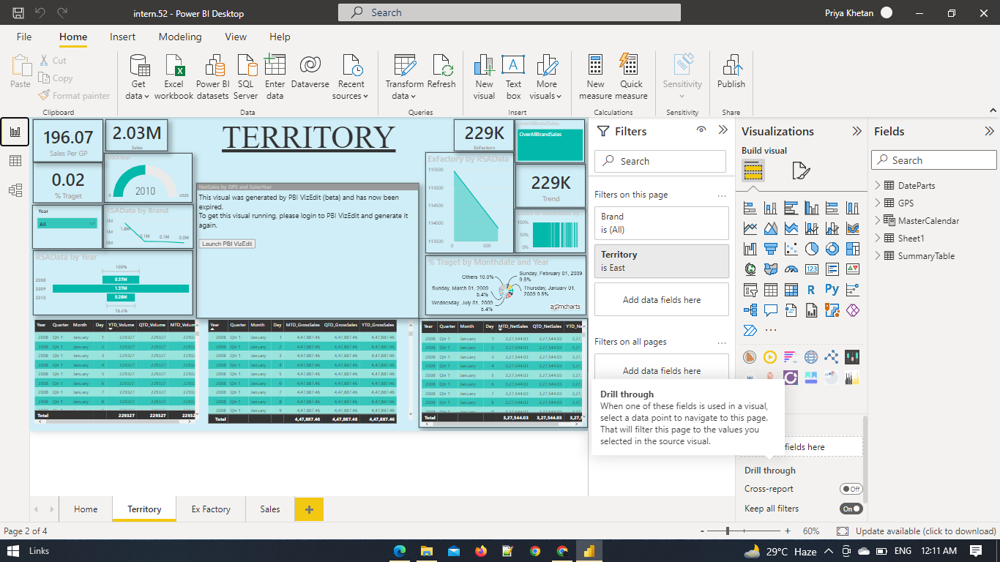 intern.52 - Power BI Desktop
Search
Priya Khetan
File Home Insert Modeling View Help
Paste
Cut
Copy
Format painter
Get data
Excel workbook
Power BI datasets
SQL Server
Enter data
Dataverse
Recent sources
Transform data
Refresh
New visual
Text box
More visuals
New measure
Quick measure
Sensitivity
Publish
Clipboard
Data
Queries
Insert
Calculations
Sensitivity
Share
196.07
Sales Per GP
2.03M
Sales
TERRITORY
229K
ExFactory
OverAllBrandSales
OverAllBrandSales
0.02
% Traget
2010
0
4020
ExFactory by RSAData
115500
115000
114500
114000
113500
0
500
229K
Trend
100%
50%
0%
Year
All
RSAData by Brand
2M
1M
0M
1.8M
0.1M
0.1M
0.0M
NetSales by GPS and SalesYear
This visual was generated by PBI VizEdit (beta) and has now been
expired.
To get this visual running, please login to PBI VizEdit and generate it
again.
Launch PBI VizEdit
RSAData by Year
100%
2008 0.37M
2009 1.37M
2010 0.28M
76.6%
% Traget by Monthdate and Year
Others 10.0%
Sunday, February 01, 2009
9.8%
Sunday, March 01, 2009
5.4%
Thursday, January 01,
2009 9.8%
Wednesday, July 01, 2009
5.4%
zoomcharts
Year Quarter Month Day YTD_Volume QTD_Volume MTD_Volum
2008 Qtr 1 January 1 229327 229327 22932
2008 Qtr 1 January 2 229327 229327 22932
2008 Qtr 1 January 3 229327 229327 22932
2008 Qtr 1 January 4 229327 229327 22932
2008 Qtr 1 January 5 229327 229327 22932
2008 Qtr 1 January 6 229327 229327 22932
2008 Qtr 1 January 7 229327 229327 22932
2008 Qtr 1 January 8 229327 229327 22932
Total 229327 229327 22932
Year Quarter Month Day MTD_GrossSales QTD_GrossSales YTD_GrossSales
2008 Qtr 1 January 1 4,47,887.46 4,47,887.46 4,47,887.46
2008 Qtr 1 January 2 4,47,887.46 4,47,887.46 4,47,887.46
2008 Qtr 1 January 3 4,47,887.46 4,47,887.46 4,47,887.46
2008 Qtr 1 January 4 4,47,887.46 4,47,887.46 4,47,887.46
2008 Qtr 1 January 5 4,47,887.46 4,47,887.46 4,47,887.46
2008 Qtr 1 January 6 4,47,887.46 4,47,887.46 4,47,887.46
2008 Qtr 1 January 7 4,47,887.46 4,47,887.46 4,47,887.46
2008 Qtr 1 January 8 4,47,887.46 4,47,887.46 4,47,887.46
2008 Qtr 1 January 9 4,47,887.46 4,47,887.46 4,47,887.46
Total 4,47,887.46 4,47,887.46 4,47,887.46
Year Quarter Month Day MTD_NetSales QTD_NetSales YTD_Net
2008 Qtr 1 January 1 3,27,544.03 3,27,544.03 3,27,
2008 Qtr 1 January 2 3,27,544.03 3,27,544.03 3,27,
2008 Qtr 1 January 3 3,27,544.03 3,27,544.03 3,27,
2008 Qtr 1 January 4 3,27,544.03 3,27,544.03 3,27,
2008 Qtr 1 January 5 3,27,544.03 3,27,544.03 3,27,
2008 Qtr 1 January 6 3,27,544.03 3,27,544.03 3,27,
2008 Qtr 1 January 7 3,27,544.03 3,27,544.03 3,27,
2008 Qtr 1 January 8 3,27,544.03 3,27,544.03 3,27,
Total 3,27,544.03 3,27,544.03 3,27,5
Filters
Search
Filters on this page
Brand
is (All)
Territory
is East
Add data fields here
Filters on all pages
Add data fields here
Visualizations
Build visual
R
Py
123
Drill through
When one of these fields is used in a visual,
select a data point to navigate to this page.
That will filter this page to the values you
selected in the source visual.
fields here
Drill through
Cross-report
Off
Keep all filters
On
Fields
Search
DateParts
GPS
MasterCalendar
Sheet1
SummaryTable
Home Territory Ex Factory Sales
Page 2 of 4
60%
Update available (click to download)
Links
29°C Haze
ENG
12:11 AM